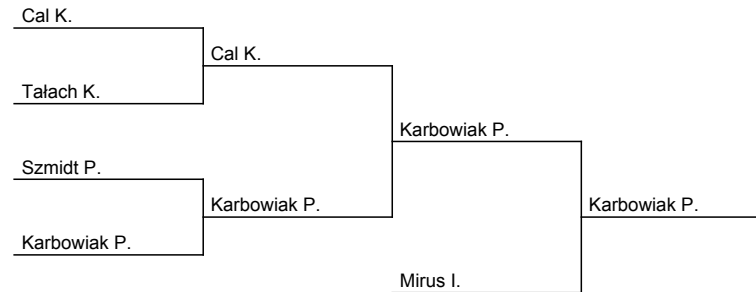 Cal K.
Cal K.
Tałach K.
Karbowiak P.
Szmidt P.
Karbowiak P.
Karbowiak P.
Karbowiak P.
Mirus I.